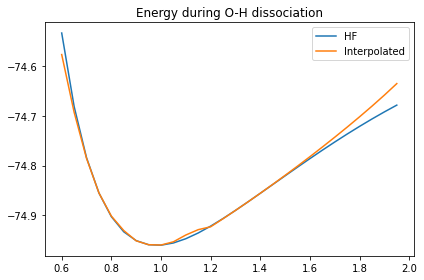 Energy during O-H dissociation
HF
Interpolated
−74.6
−74.7
−74.8
−74.9
0.6 0.8 1.0 1.2 1.4 1.6 1.8 2.0